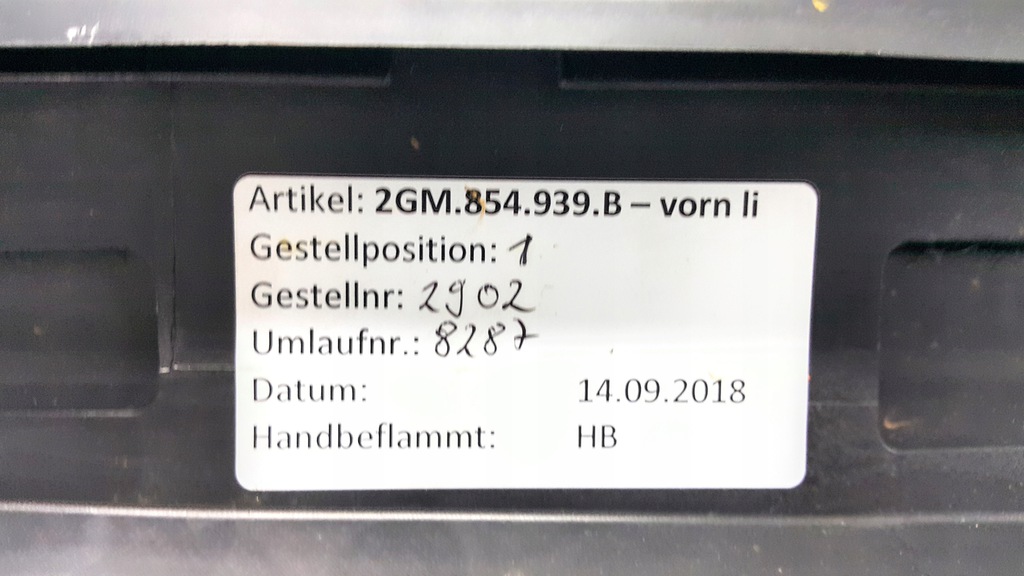 Artikel: 2GM.854.939.B – vorn li
Gestellposition: 1
Gestellnr: 2902
Umlaufnr.: 8287
Datum: 14.09.2018
Handbeflammt: HB